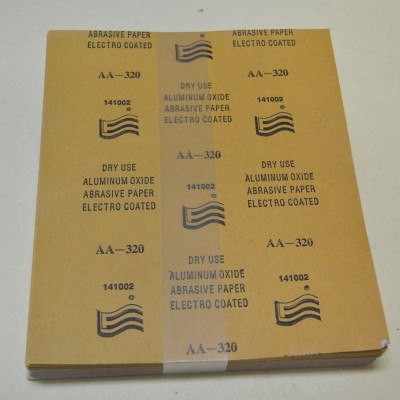 ABRASIVE PAPER
ELECTRO COATED
AA-320
141002
DRY USE
ALUMINUM OXIDE
ABRASIVE PAPER
ELECTRO COATED
AA-320
141002
DRY USE
ALUMINUM OXIDE
ABRASIVE PAPER
ELECTRO COATED
AA-320
141002
DRY USE
ALUMINUM OXIDE
ABRASIVE PAPER
ELECTRO COATED
AA-320
141002
ABRASIVE PAPER
ELECTRO COATED
AA-320
141002
DRY USE
ALUMINUM OXIDE
ABRASIVE PAPER
ELECTRO COATED
AA-320
141002